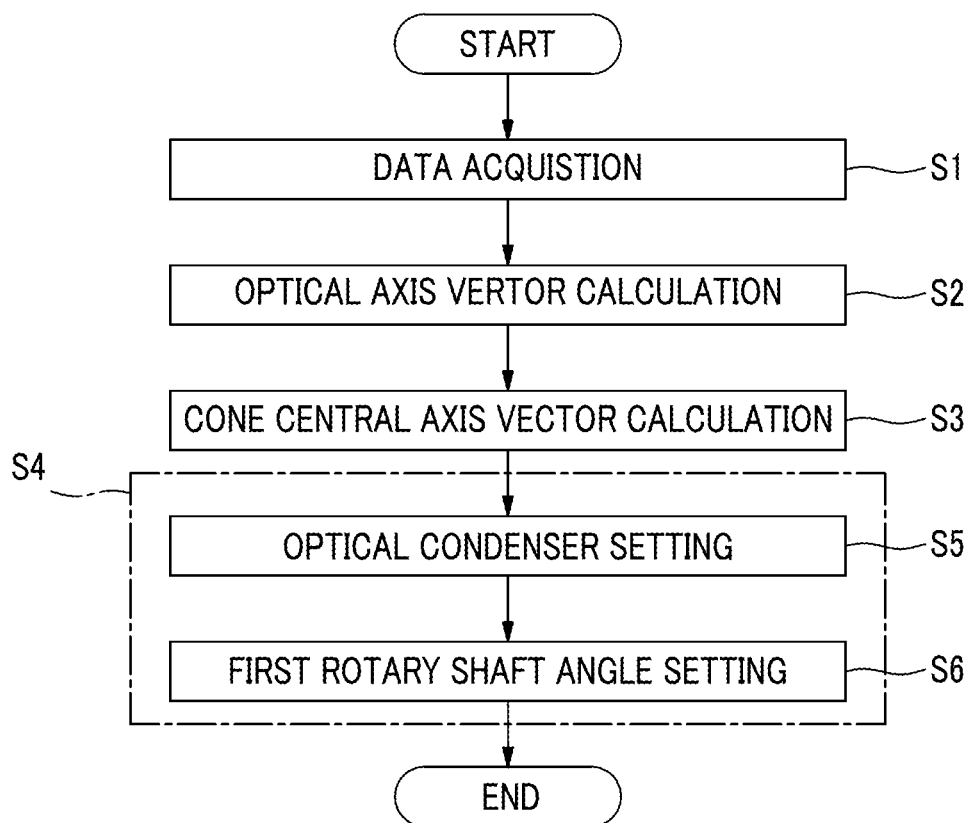 START
DATA ACQUISTION
S1
OPTICAL AXIS VERTOR CALCULATION
S2
CONE CENTRAL AXIS VECTOR CALCULATION
S3
S4
OPTICAL CONDENSER SETTING
S5
FIRST ROTARY SHAFT ANGLE SETTING
S6
END